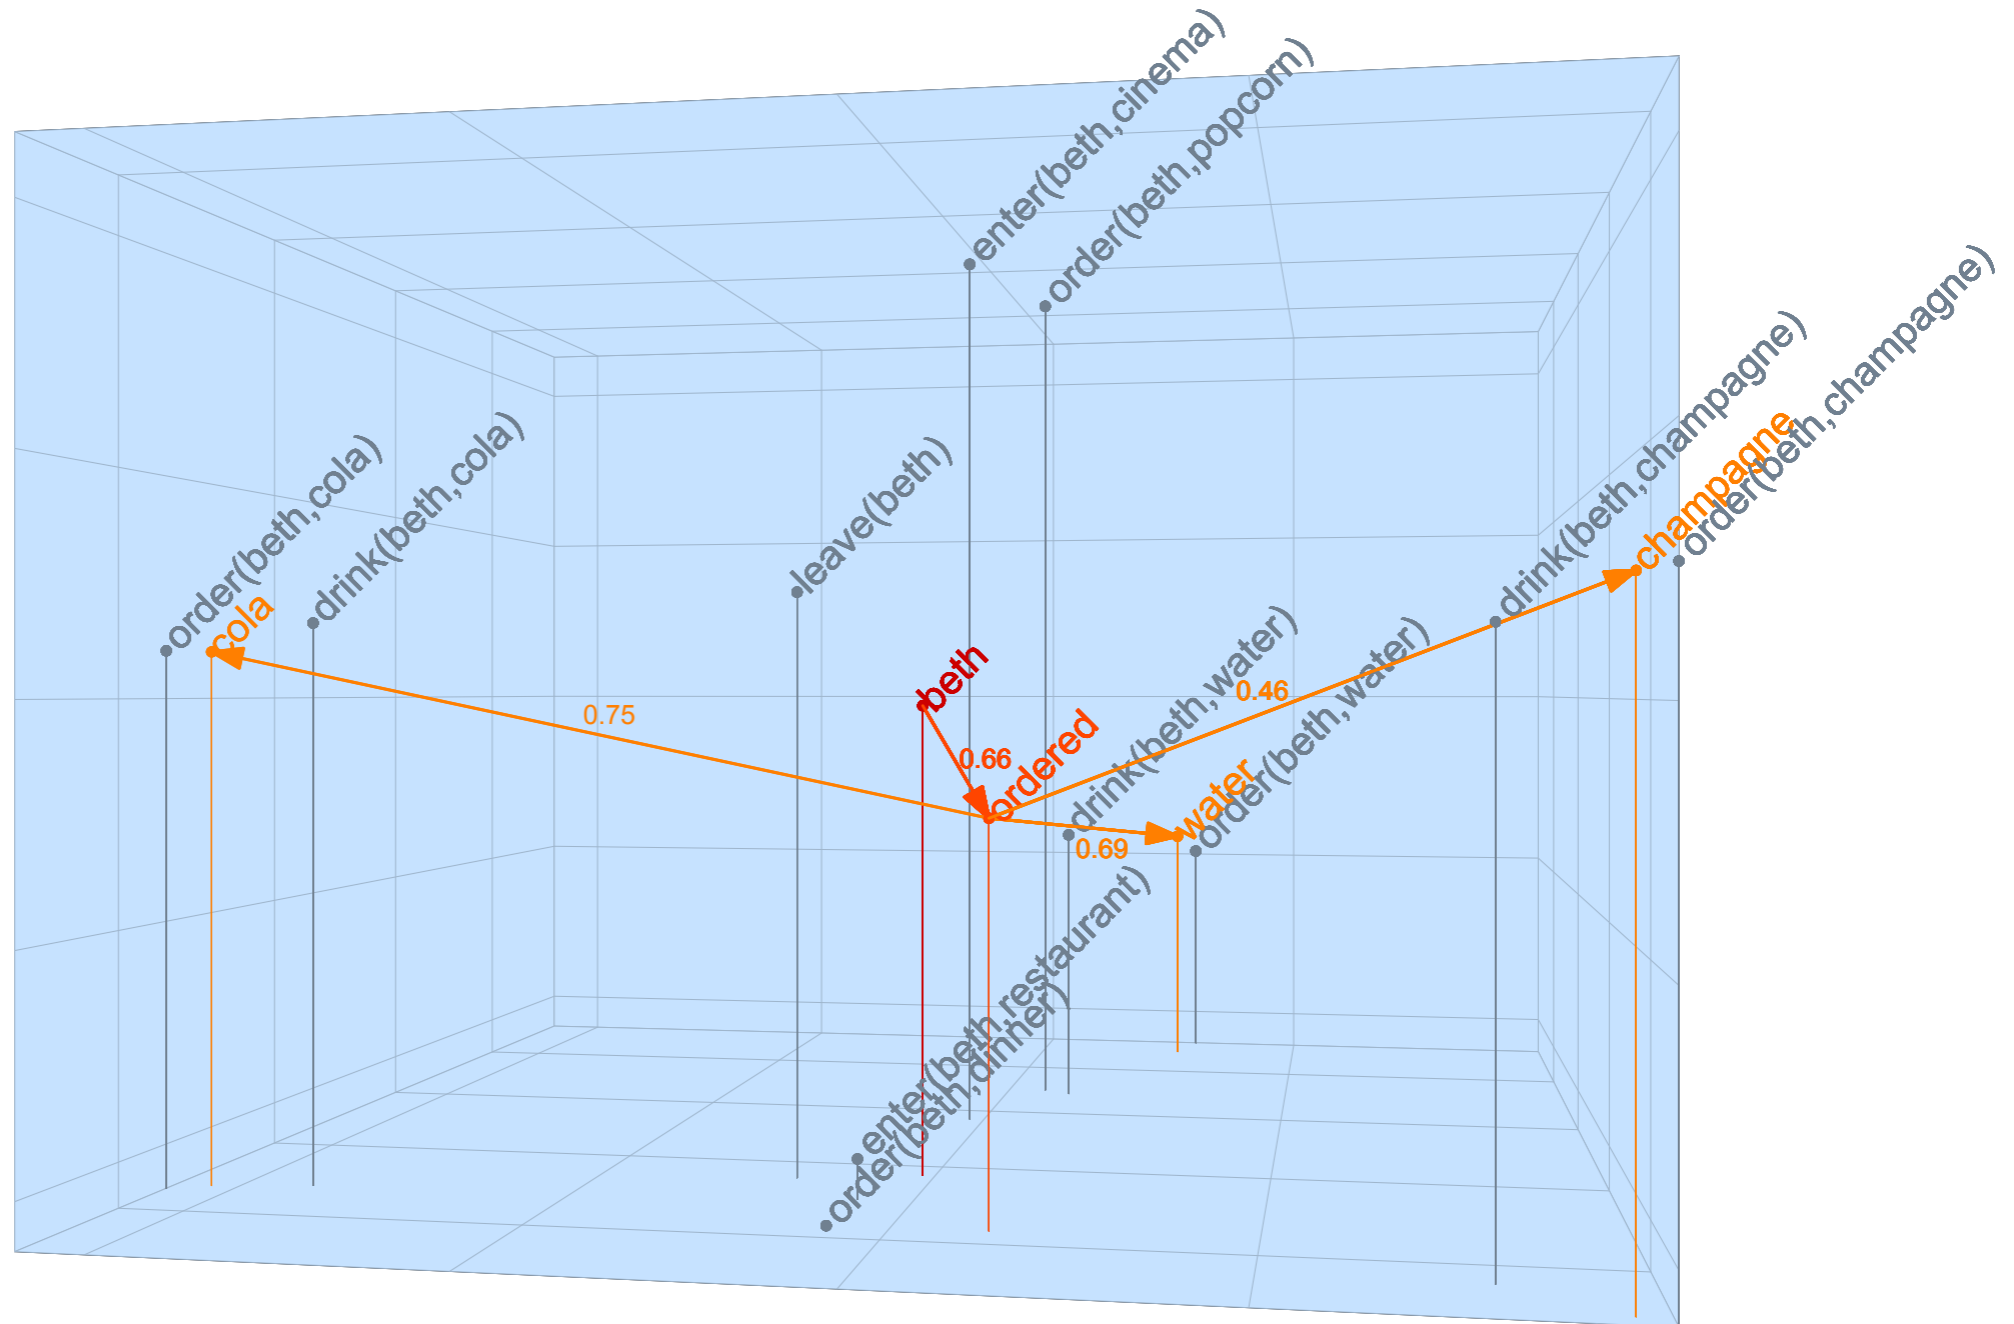 enter(beth,cinema)
order(beth,popcorn)
order(beth,champagne)
drink(beth,champagne)
champagne
order(beth,cola)
drink(beth,cola)
cola
leave(beth)
beth
0.75
0.66
0.46
ordered
drink(beth,water)
order(beth,water)
water
0.69
enter(beth,restaurant)
order(beth,dinner)